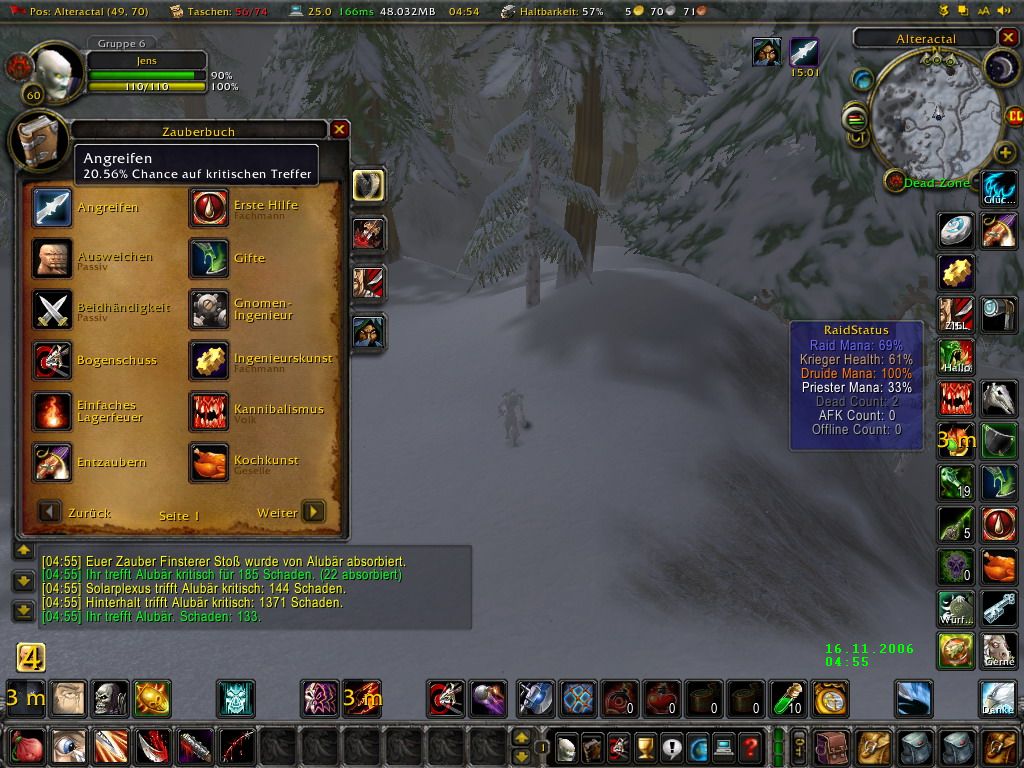 Pos: Alteractal (49, 70) Taschen: 56/74 25.0 166ms 48.032MB 04:54 Haltbarkeit: 57% 5 70 71
Gruppe 6
Jens
90%
110/110 100%
60
15:01
Alteractal
Dead Zone
Zauberbuch
Angreifen
20.56% Chance auf kritischen Treffer
Angreifen
Erste Hilfe
Fachmann
Ausweichen
Passiv
Gifte
Beidhändigkeit
Passiv
Gnomen-
Ingenieur
Bogenschuss
Ingenieurskunst
Fachmann
Einfaches
Lagerfeuer
Kannibalismus
Volk
Entzaubern
Kochkunst
Geselle
Zurück Seite 1 Weiter
RaidStatus
Raid Mana: 69%
Krieger Health: 61%
Druide Mana: 100%
Priester Mana: 33%
Dead Count: 2
AFK Count: 0
Offline Count: 0
ZIEL
Hallo
3 m
19
5
0
Würf...
Gerne
[04:55] Euer Zauber Finsterer Stoß wurde von Alubär absorbiert.
[04:55] Ihr trefft Alubär kritisch für 185 Schaden. (22 absorbiert)
[04:55] Solarplexus trifft Alubär kritisch: 144 Schaden.
[04:55] Hinterhalt trifft Alubär kritisch: 1371 Schaden.
[04:55] Ihr trefft Alubär. Schaden: 133.
16.11.2006
04:55
4
3 m
3 m
0 0 0 0 10
Danke
1